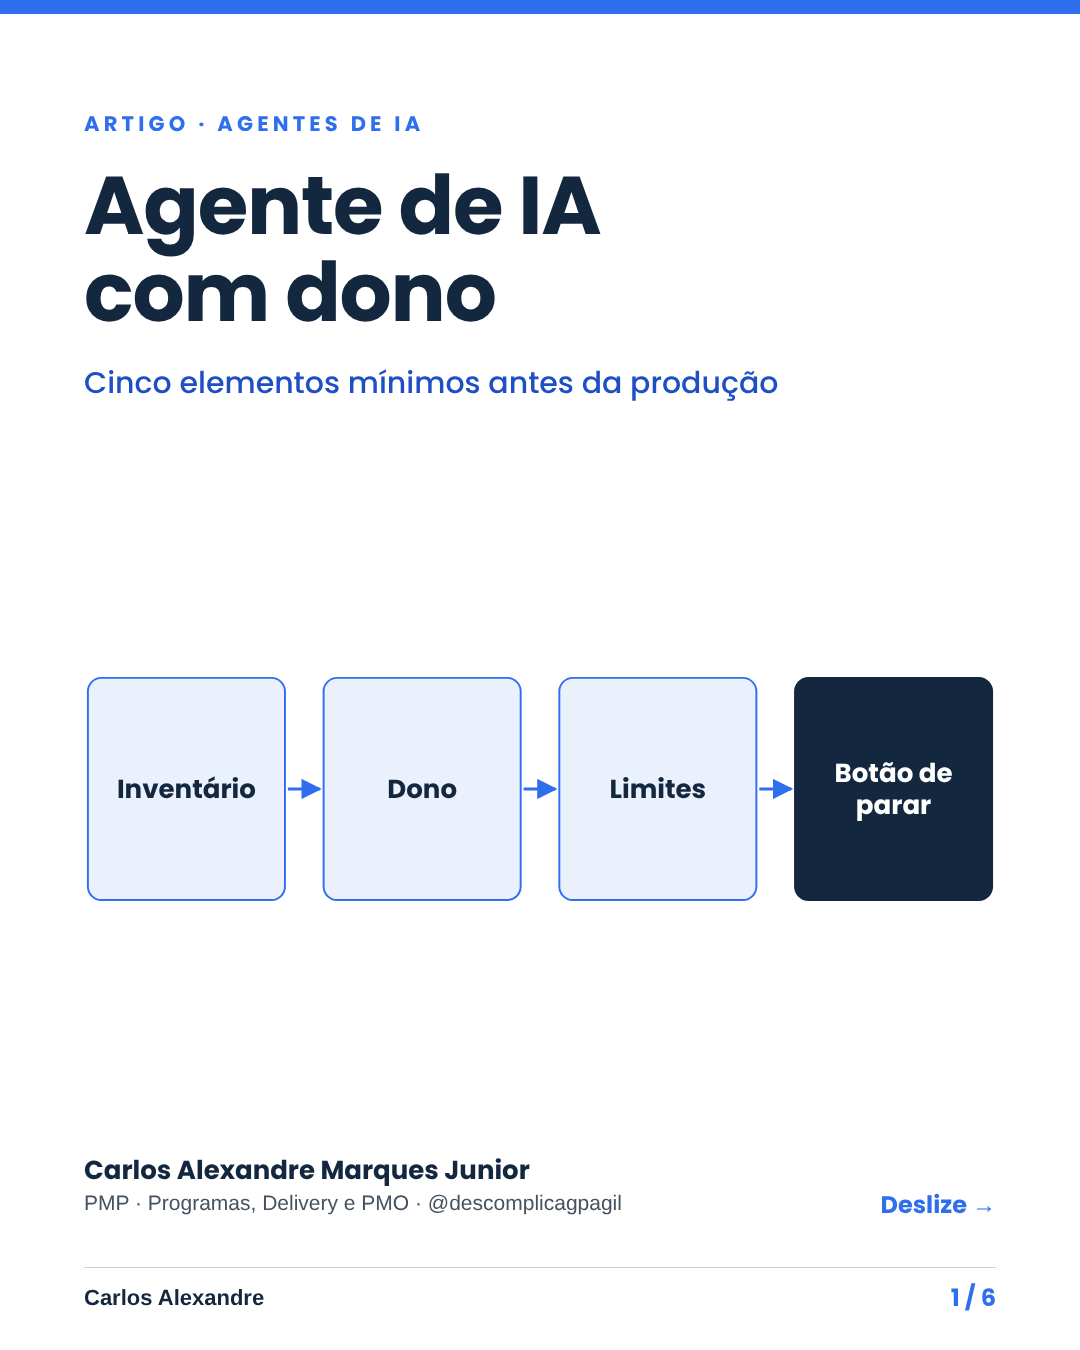 ARTIGO · AGENTES DE IA
Agente de IA
com dono
Cinco elementos mínimos antes da produção
Inventário
Dono
Limites
Botão de
parar
Carlos Alexandre Marques Junior
PMP · Programas, Delivery e PMO · @descomplicagpagil
Deslize →
Carlos Alexandre
1 / 6